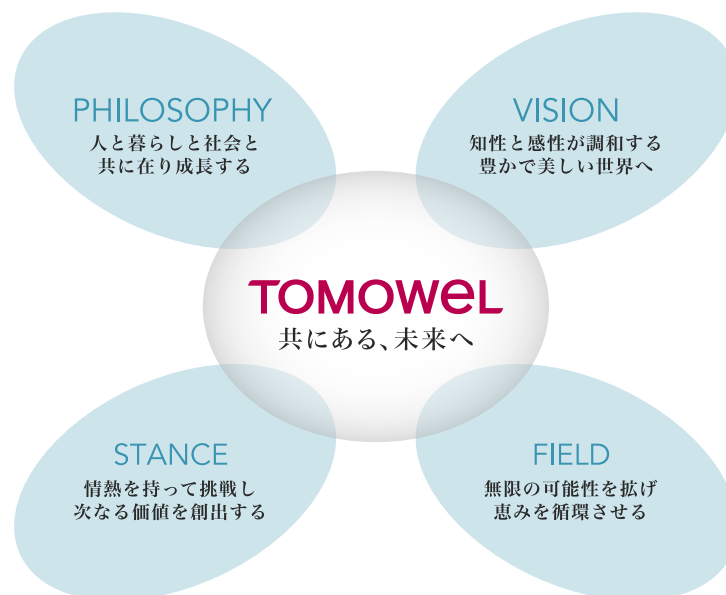 PHILOSOPHY
人と暮らしと社会と
共に在り成長する
VISION
知性と感性が調和する
豊かで美しい世界へ
TOMOWEL
共にある、未来へ
STANCE
情熱を持って挑戦し
次なる価値を創出する
FIELD
無限の可能性を拡げ
恵みを循環させる